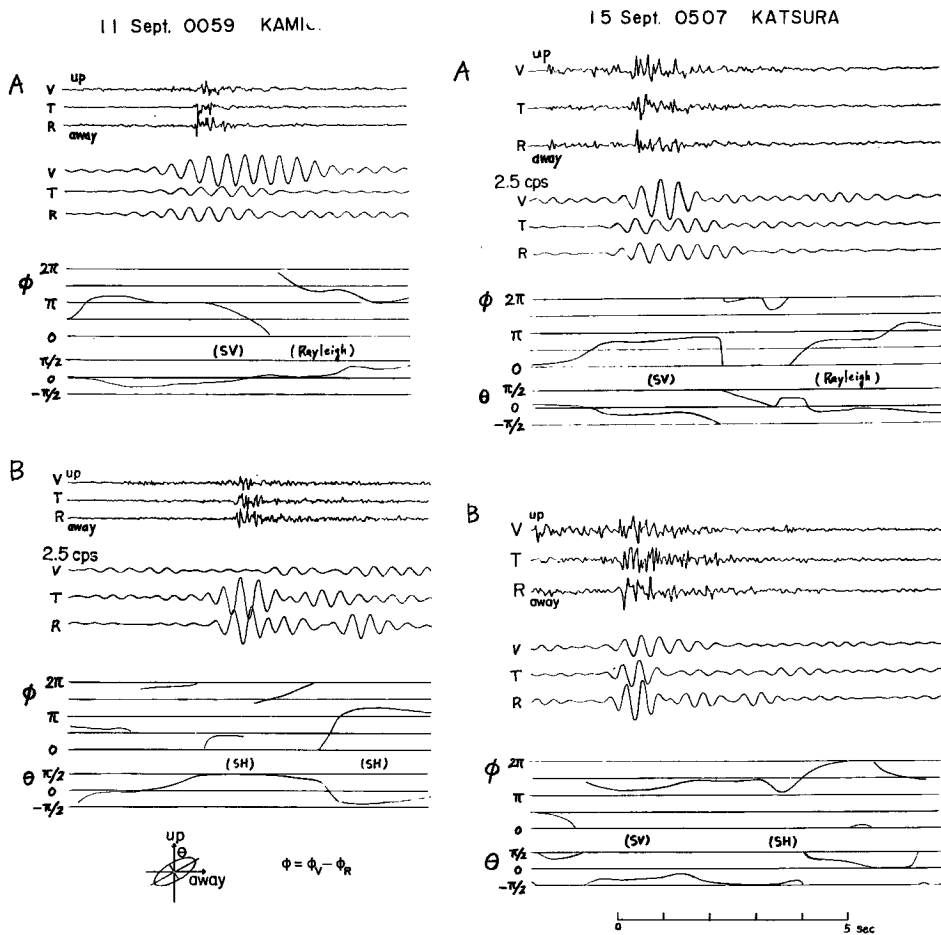 11 Sept. 0059 KAMI
A
up
V
T
R
away
V
T
R
ϕ 2π
π
0
(SV) (Rayleigh)
π/2
0
-π/2
B
up
V
T
R
away
2.5 cps
V
T
R
ϕ 2π
π
0
(SH) (SH)
θ π/2
0
-π/2
up
θ
away
ϕ = ϕV - ϕR
15 Sept. 0507 KATSURA
A
up
V
T
R
away
2.5 cps
V
T
R
ϕ 2π
π
0
(SV) (Rayleigh)
θ π/2
0
-π/2
B
up
V
T
R
away
V
T
R
ϕ 2π
π
0
(SV) (SH)
θ π/2
0
-π/2
0 5 sec